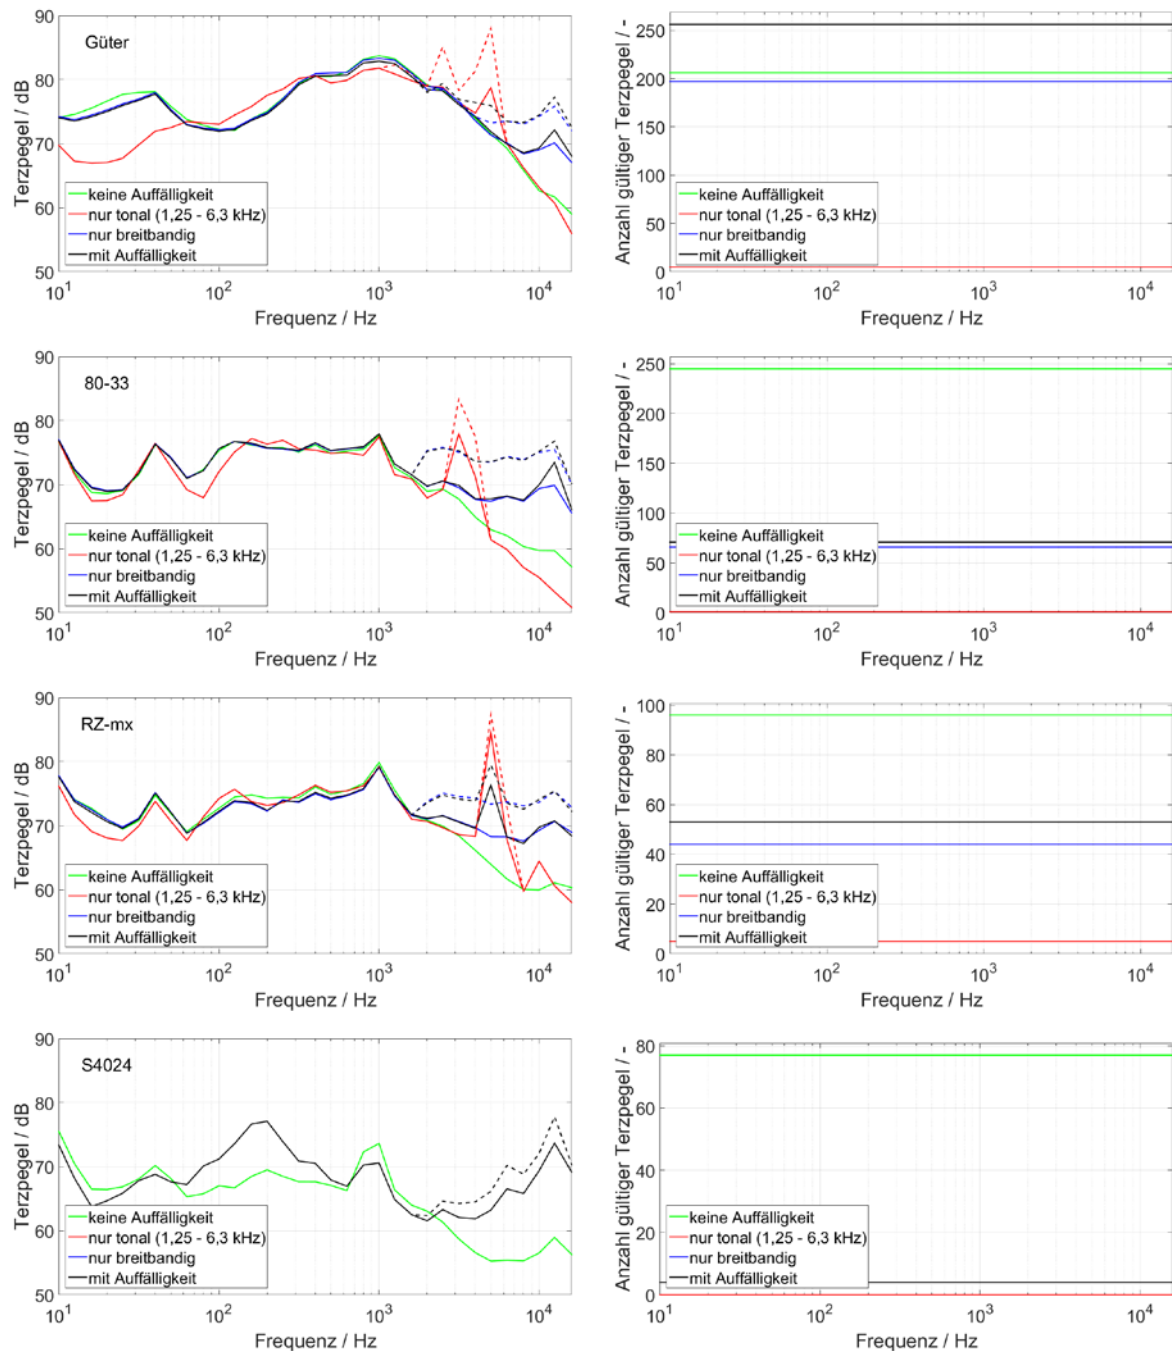 Güter
Terzpegel / dB
90
80
70
60
50
keine Auffälligkeit
nur tonal (1,25 - 6,3 kHz)
nur breitbandig
mit Auffälligkeit
10^1
10^2
10^3
10^4
Frequenz / Hz
Anzahl gültiger Terzpegel / -
250
200
150
100
50
0
keine Auffälligkeit
nur tonal (1,25 - 6,3 kHz)
nur breitbandig
mit Auffälligkeit
10^1
10^2
10^3
10^4
Frequenz / Hz
80-33
Terzpegel / dB
90
80
70
60
50
keine Auffälligkeit
nur tonal (1,25 - 6,3 kHz)
nur breitbandig
mit Auffälligkeit
10^1
10^2
10^3
10^4
Frequenz / Hz
Anzahl gültiger Terzpegel / -
250
200
150
100
50
0
keine Auffälligkeit
nur tonal (1,25 - 6,3 kHz)
nur breitbandig
mit Auffälligkeit
10^1
10^2
10^3
10^4
Frequenz / Hz
RZ-mx
Terzpegel / dB
90
80
70
60
50
keine Auffälligkeit
nur tonal (1,25 - 6,3 kHz)
nur breitbandig
mit Auffälligkeit
10^1
10^2
10^3
10^4
Frequenz / Hz
Anzahl gültiger Terzpegel / -
100
80
60
40
20
0
keine Auffälligkeit
nur tonal (1,25 - 6,3 kHz)
nur breitbandig
mit Auffälligkeit
10^1
10^2
10^3
10^4
Frequenz / Hz
S4024
Terzpegel / dB
90
80
70
60
50
keine Auffälligkeit
nur tonal (1,25 - 6,3 kHz)
nur breitbandig
mit Auffälligkeit
10^1
10^2
10^3
10^4
Frequenz / Hz
Anzahl gültiger Terzpegel / -
80
60
40
20
0
keine Auffälligkeit
nur tonal (1,25 - 6,3 kHz)
nur breitbandig
mit Auffälligkeit
10^1
10^2
10^3
10^4
Frequenz / Hz